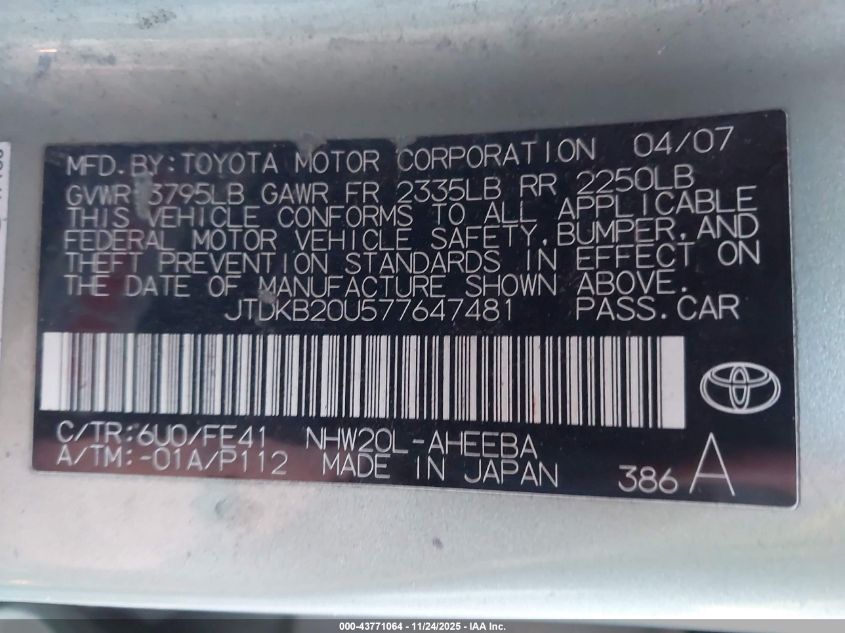 MFD. BY: TOYOTA MOTOR CORPORATION 04/07
GVWR 3795LB GAWR FR 2335LB RR 2250LB
THIS VEHICLE CONFORMS TO ALL APPLICABLE
FEDERAL MOTOR VEHICLE SAFETY, BUMPER, AND
THEFT PREVENTION STANDARDS IN EFFECT ON
THE DATE OF MANUFACTURE SHOWN ABOVE.
JTDKB20U577647481 PASS. CAR
C/TR: 6U0/FE41 NHW20L-AHEEBA
A/TM: -01A/P112 MADE IN JAPAN 386 A
000-43771064 - 11/24/2025 - IAA Inc.